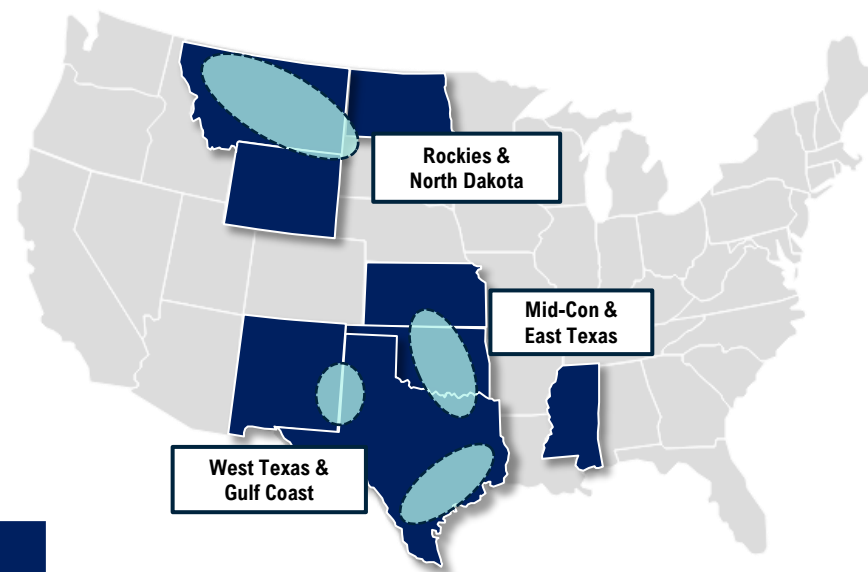 Rockies &
North Dakota
Mid-Con &
East Texas
West Texas &
Gulf Coast